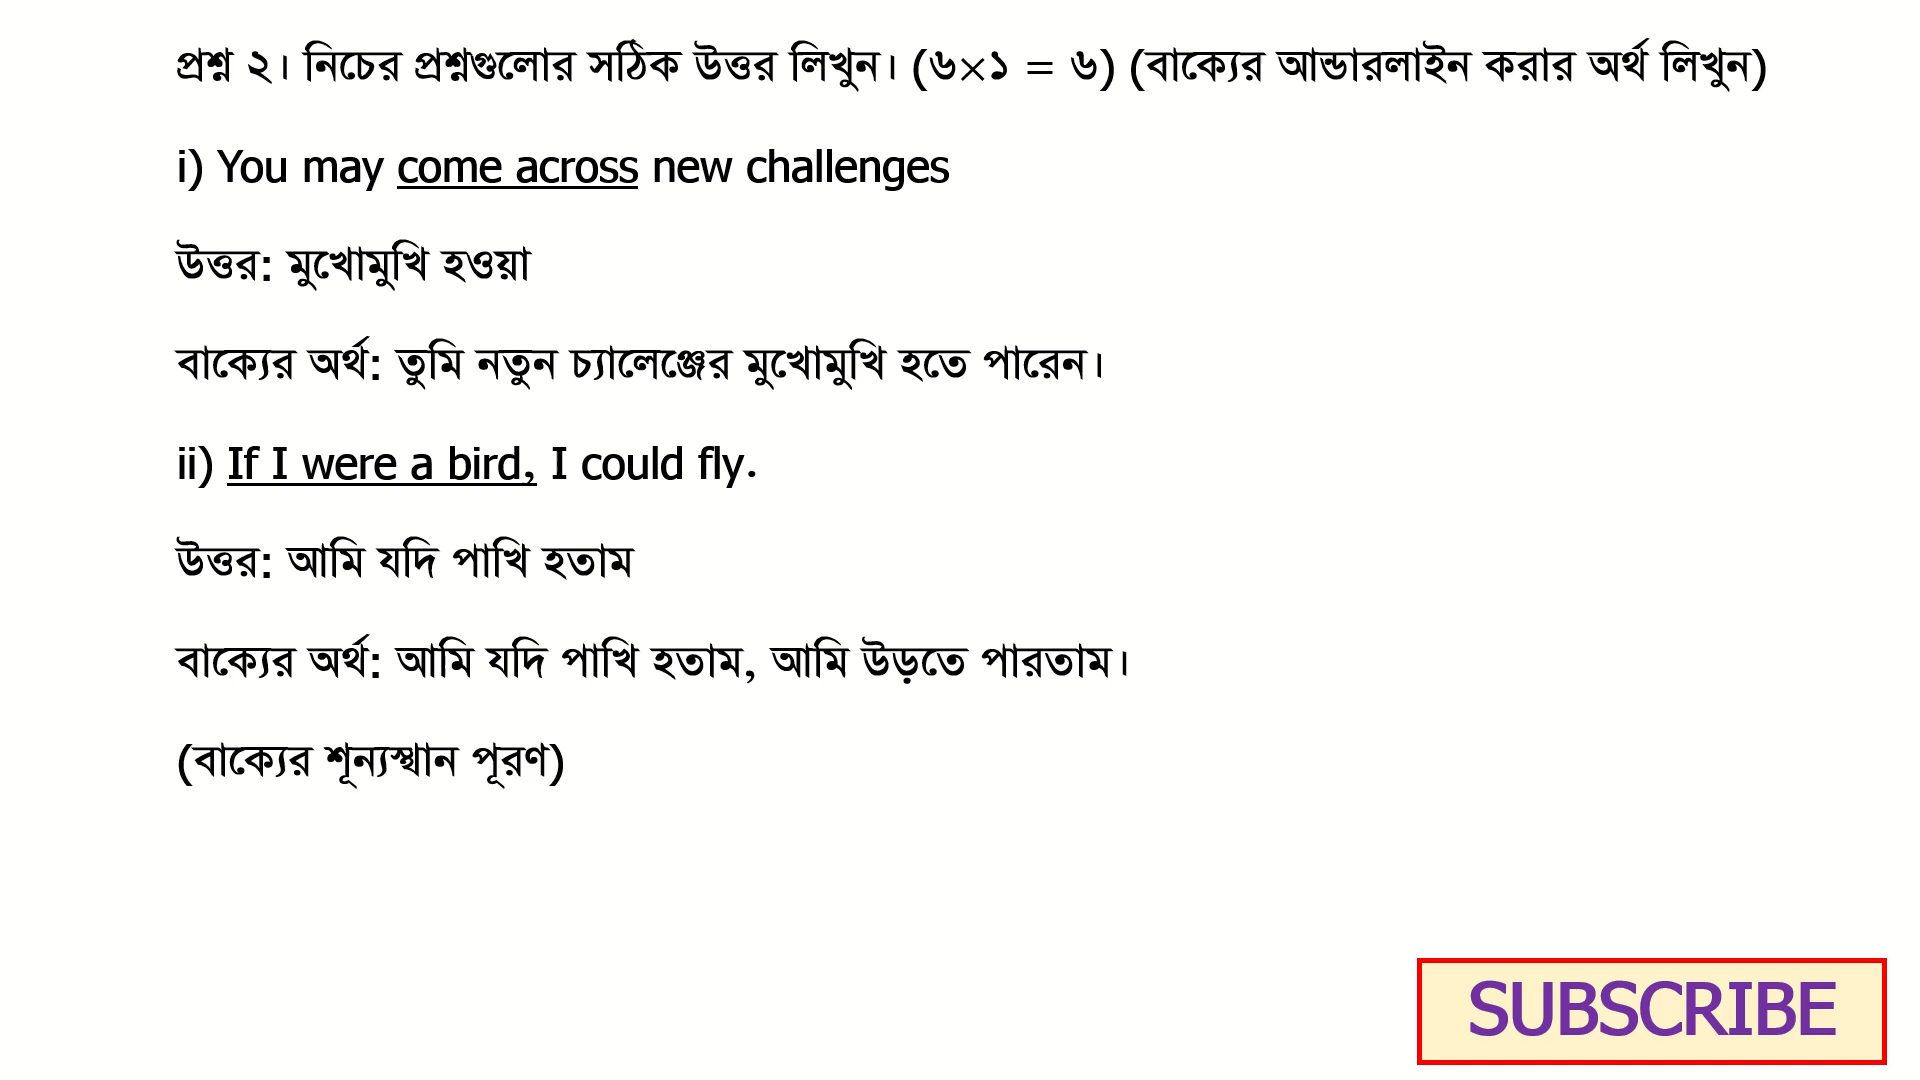 প্রশ্ন ২। নিচের প্রশ্নগুলোর সঠিক উত্তর লিখুন। (৬×১ = ৬) (বাক্যের আন্ডারলাইন করার অর্থ লিখুন)
i) You may come across new challenges
উত্তর: মুখোমুখি হওয়া
বাক্যের অর্থ: তুমি নতুন চ্যালেঞ্জের মুখোমুখি হতে পারেন।
ii) If I were a bird, I could fly.
উত্তর: আমি যদি পাখি হতাম
বাক্যের অর্থ: আমি যদি পাখি হতাম, আমি উড়তে পারতাম।
(বাক্যের শূন্যস্থান পূরণ)
SUBSCRIBE